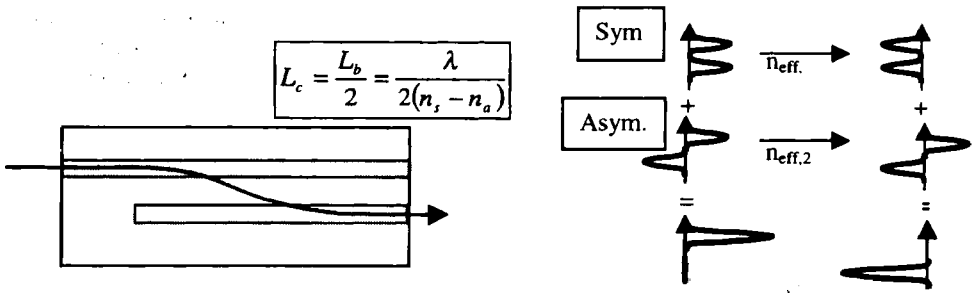 L_c = L_b / 2 = λ / 2(n_s − n_a)
Sym
n_eff.
+
+
Asym.
n_eff,2
=
=